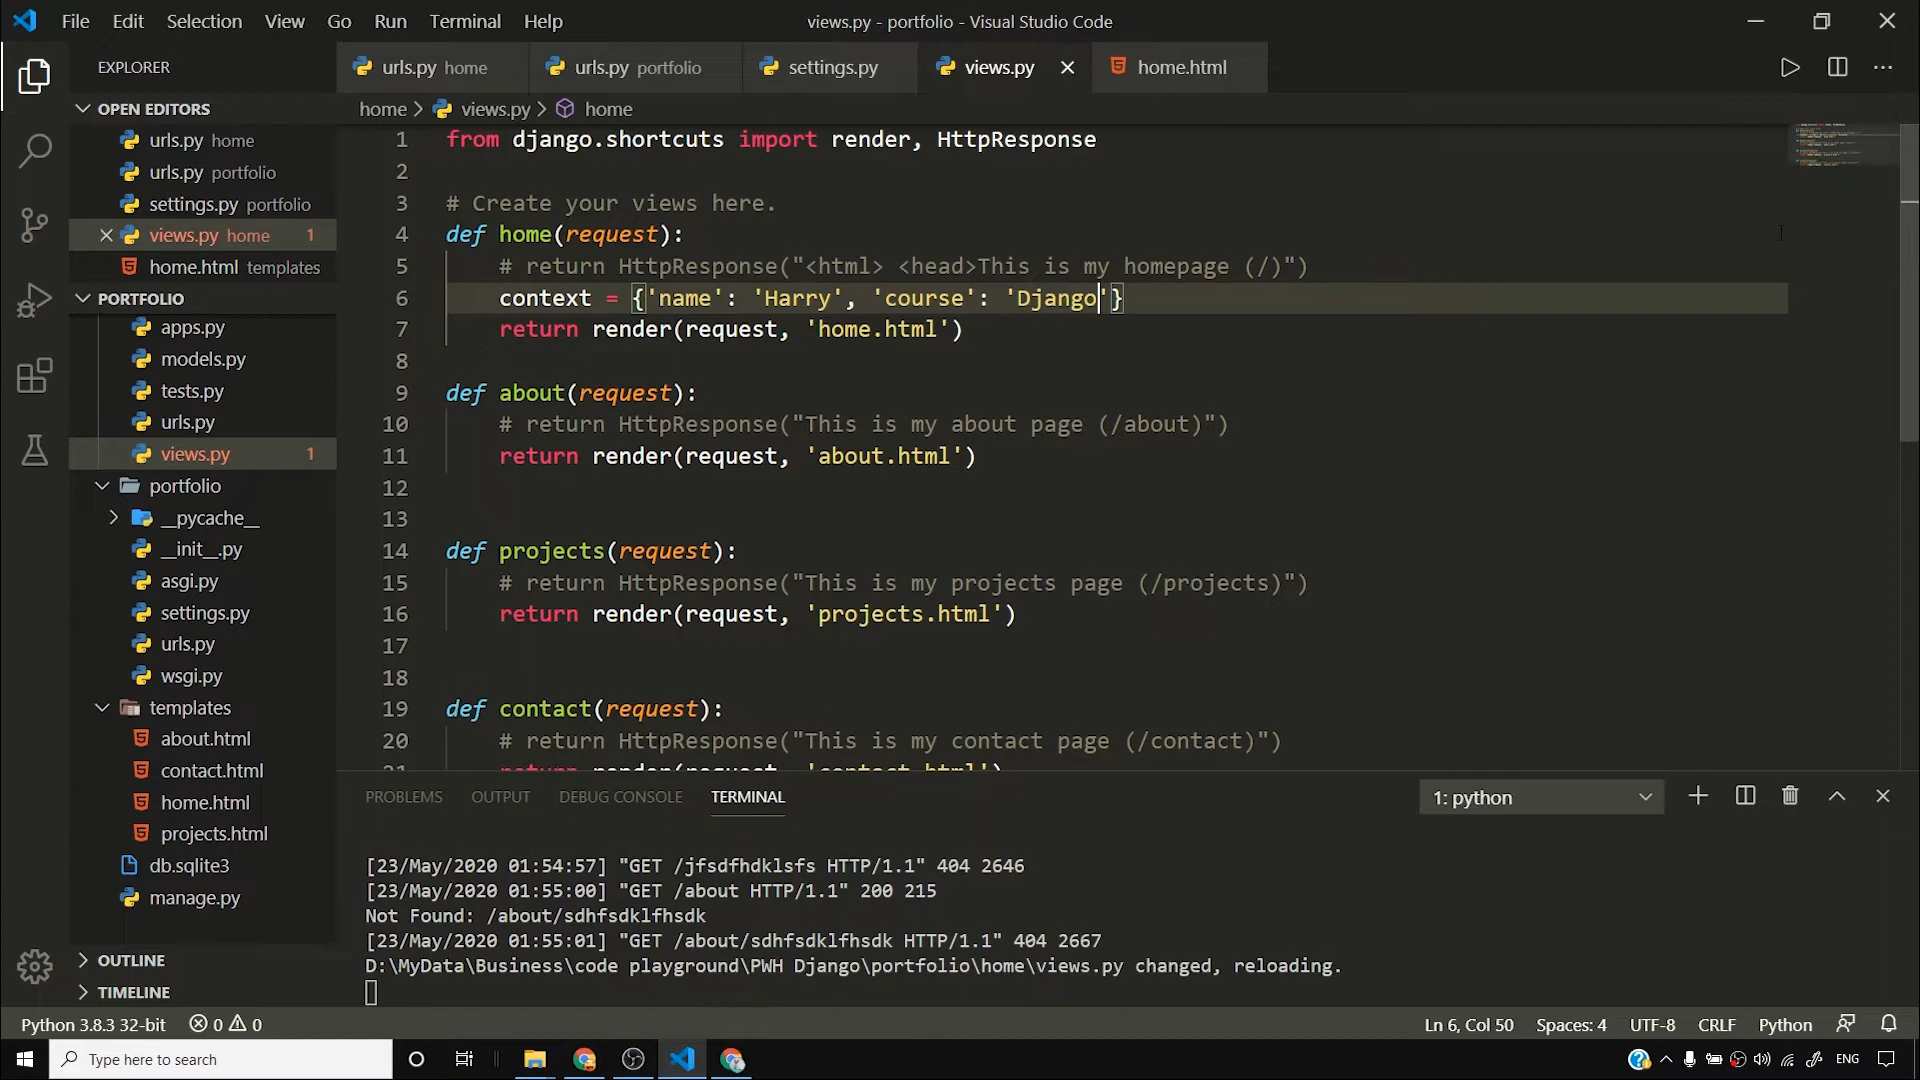 File Edit Selection View Go Run Terminal Help
views.py - portfolio - Visual Studio Code
EXPLORER
OPEN EDITORS
urls.py home
urls.py portfolio
settings.py portfolio
views.py home 1
home.html templates
PORTFOLIO
apps.py
models.py
tests.py
urls.py
views.py 1
portfolio
__pycache__
__init__.py
asgi.py
settings.py
urls.py
wsgi.py
templates
about.html
contact.html
home.html
projects.html
db.sqlite3
manage.py
OUTLINE
TIMELINE
urls.py home urls.py portfolio settings.py views.py home.html
home > views.py > home
1 from django.shortcuts import render, HttpResponse
2
3 # Create your views here.
4 def home(request):
5 # return HttpResponse("<html> <head>This is my homepage (/)")
6 context = {'name': 'Harry', 'course': 'Django'}
7 return render(request, 'home.html')
8
9 def about(request):
10 # return HttpResponse("This is my about page (/about)")
11 return render(request, 'about.html')
12
13
14 def projects(request):
15 # return HttpResponse("This is my projects page (/projects)")
16 return render(request, 'projects.html')
17
18
19 def contact(request):
20 # return HttpResponse("This is my contact page (/contact)")
21 return render(request, 'contact.html')
PROBLEMS OUTPUT DEBUG CONSOLE TERMINAL
1: python
[23/May/2020 01:54:57] "GET /jfsdfhdklsfs HTTP/1.1" 404 2646
[23/May/2020 01:55:00] "GET /about HTTP/1.1" 200 215
Not Found: /about/sdhfsdklfhsdk
[23/May/2020 01:55:01] "GET /about/sdhfsdklfhsdk HTTP/1.1" 404 2667
D:\MyData\Business\code playground\PWH Django\portfolio\home\views.py changed, reloading.
Python 3.8.3 32-bit 0 0
Ln 6, Col 50 Spaces: 4 UTF-8 CRLF Python
Type here to search
ENG